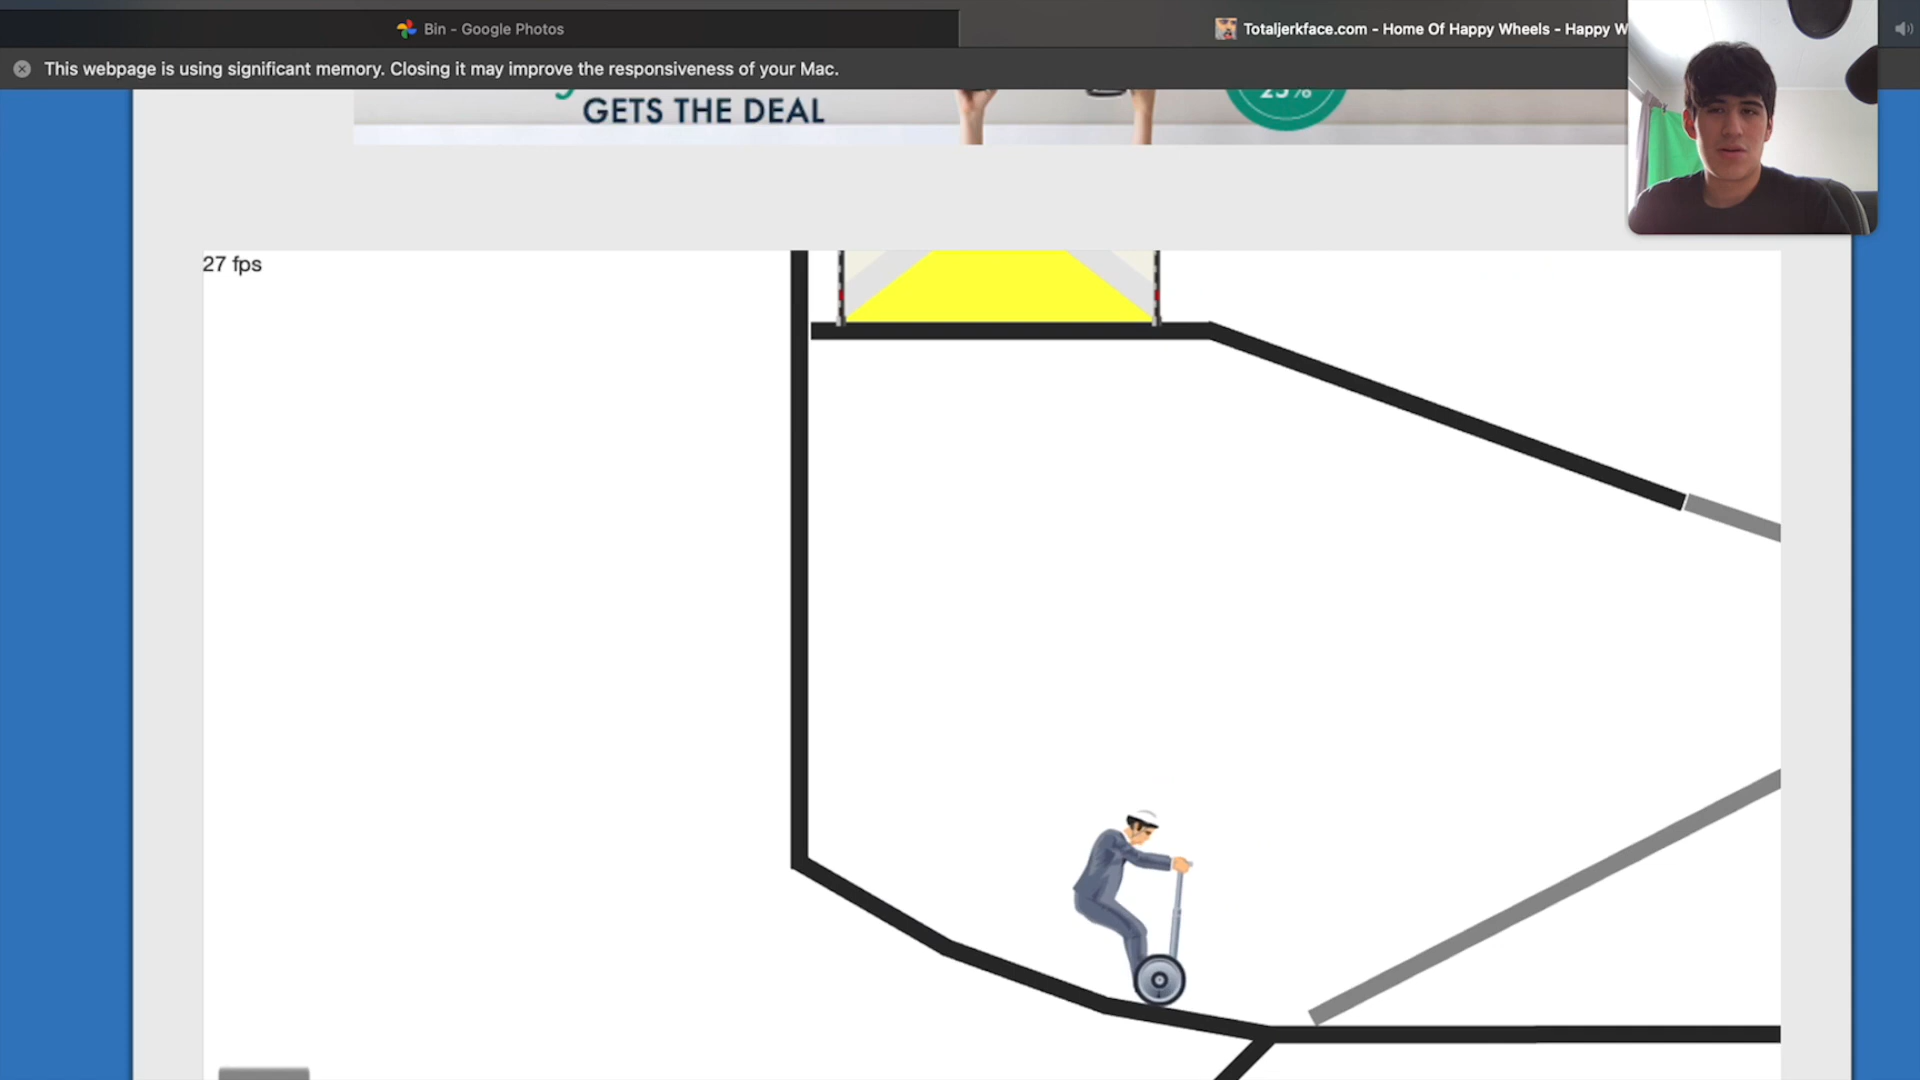 Bin - Google Photos
Totaljerkface.com - Home Of Happy Wheels - Happy W
This webpage is using significant memory. Closing it may improve the responsiveness of your Mac.
GETS THE DEAL
25%
27 fps